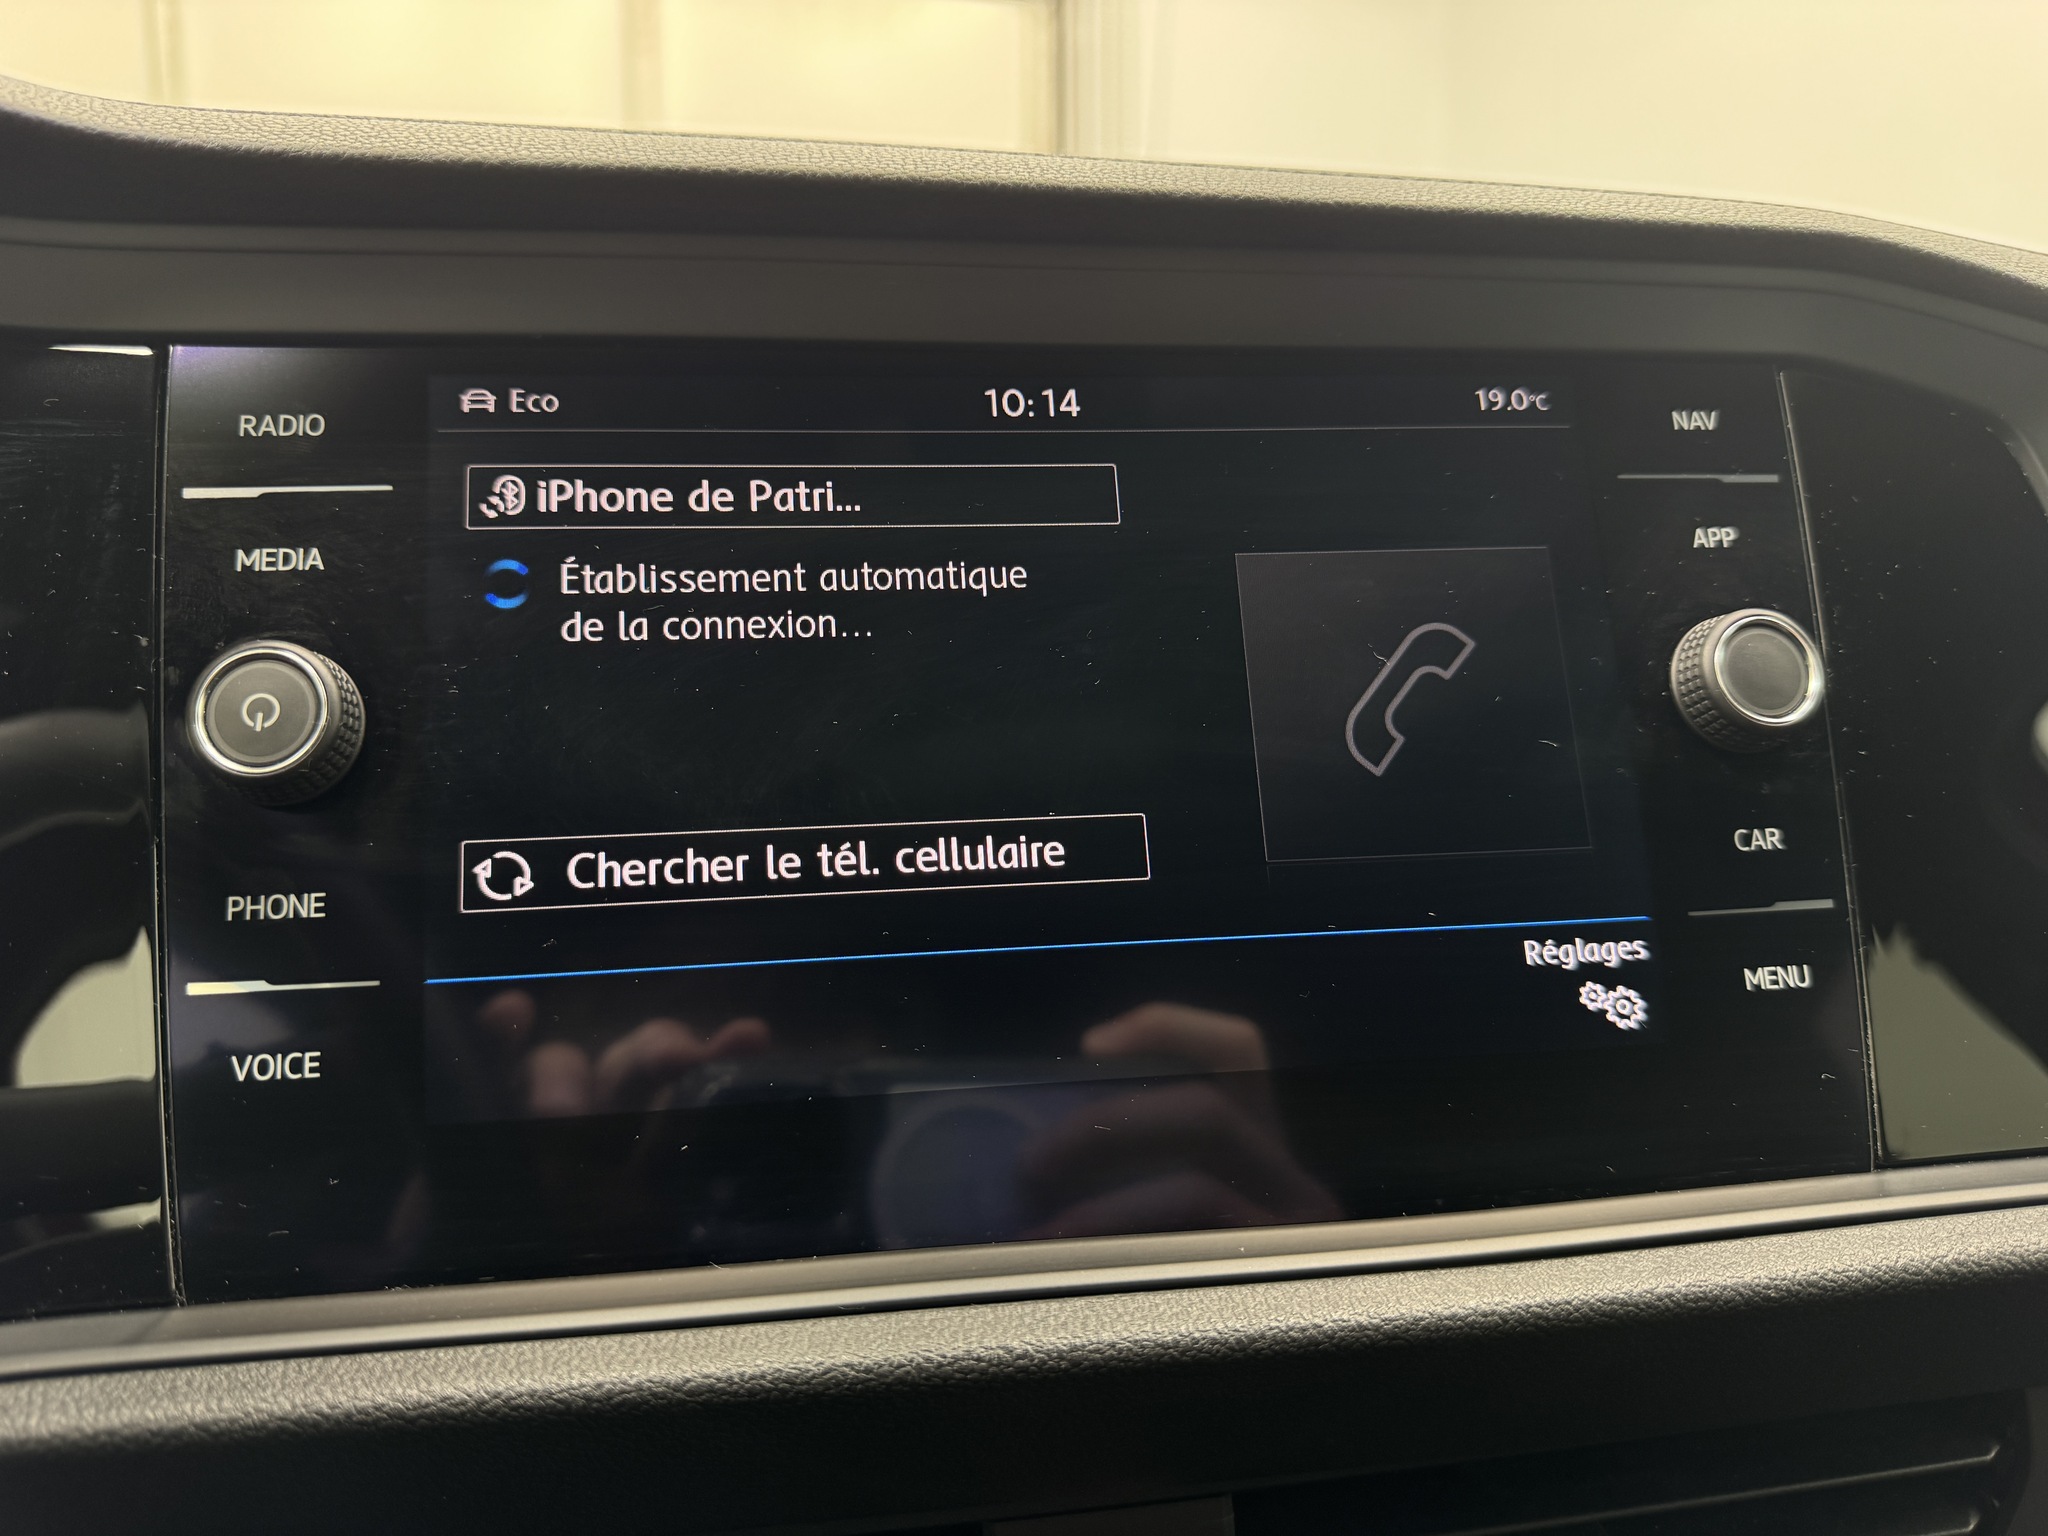 RADIO
MEDIA
PHONE
VOICE
Eco
10:14
19.0°C
iPhone de Patri...
Établissement automatique
de la connexion...
Chercher le tél. cellulaire
Réglages
NAV
APP
CAR
MENU